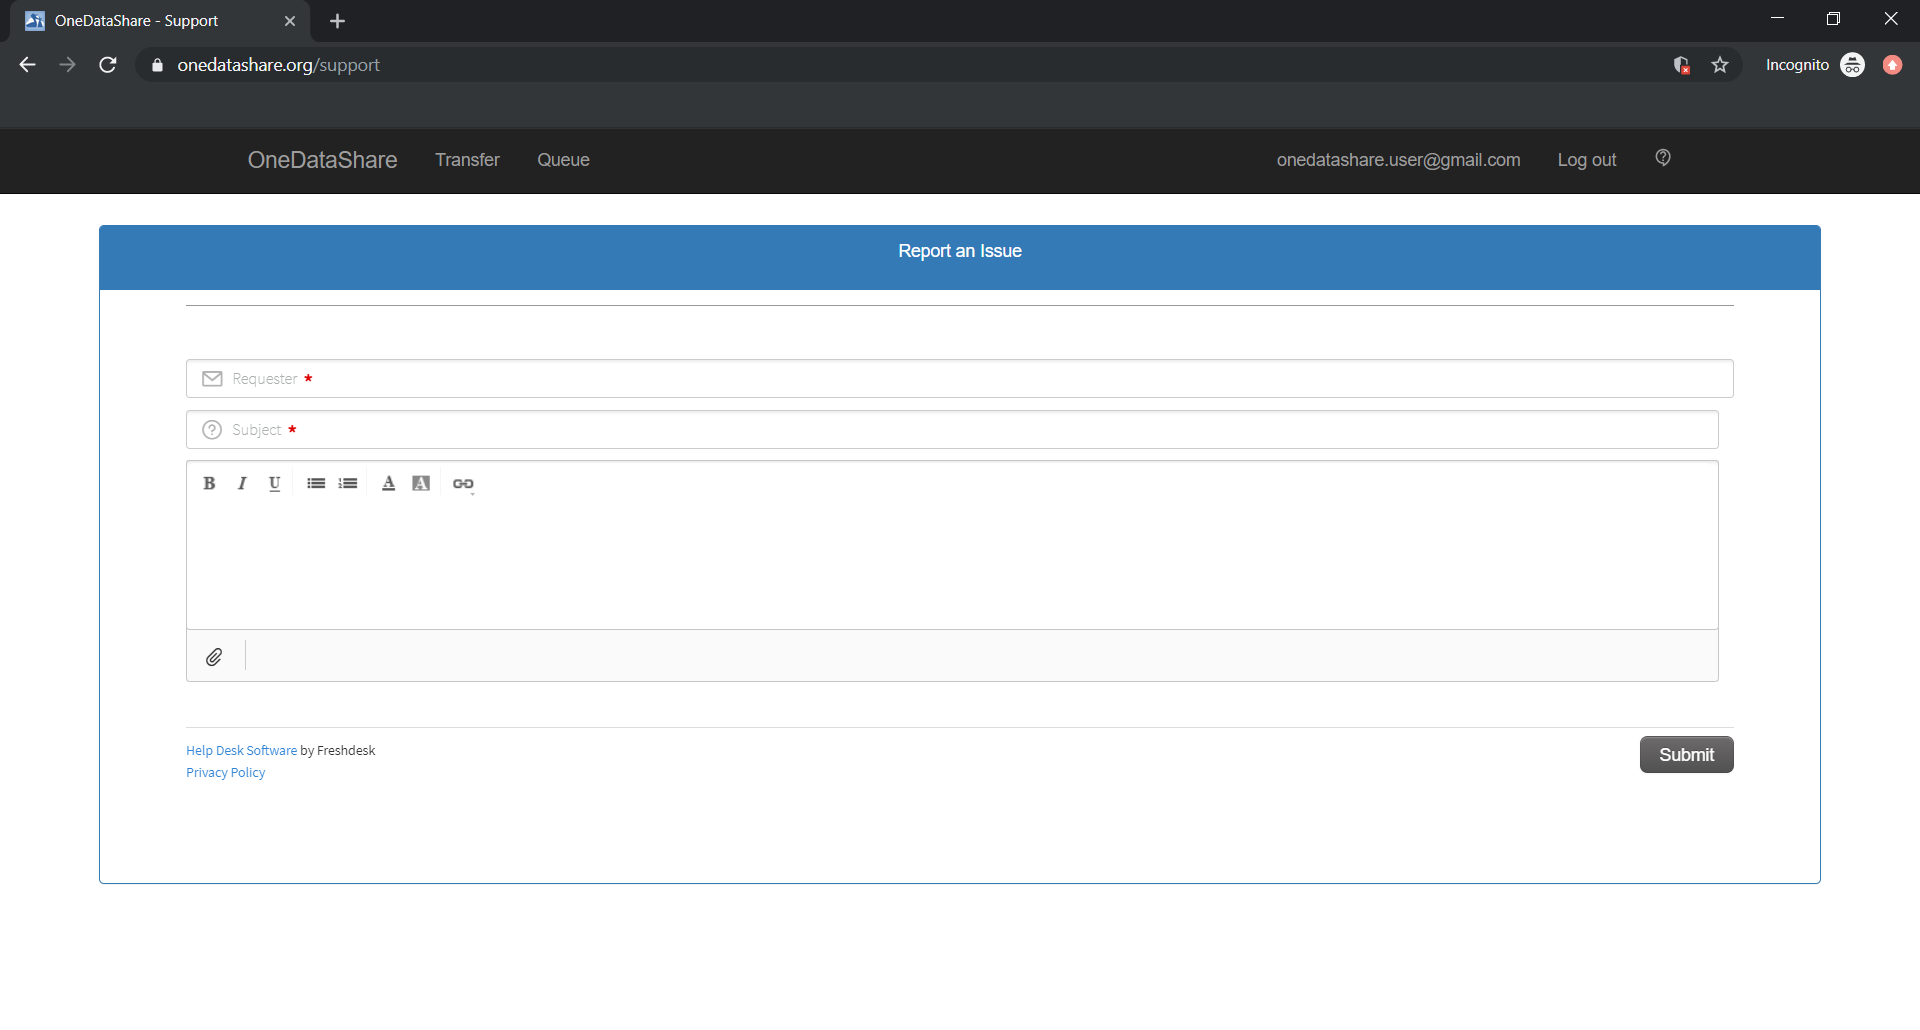 OneDataShare - Support
onedatashare.org/support
Incognito
OneDataShare Transfer Queue onedatashare.user@gmail.com Log out
Report an Issue
Requester *
Subject *
B I U A A
Help Desk Software by Freshdesk
Privacy Policy
Submit